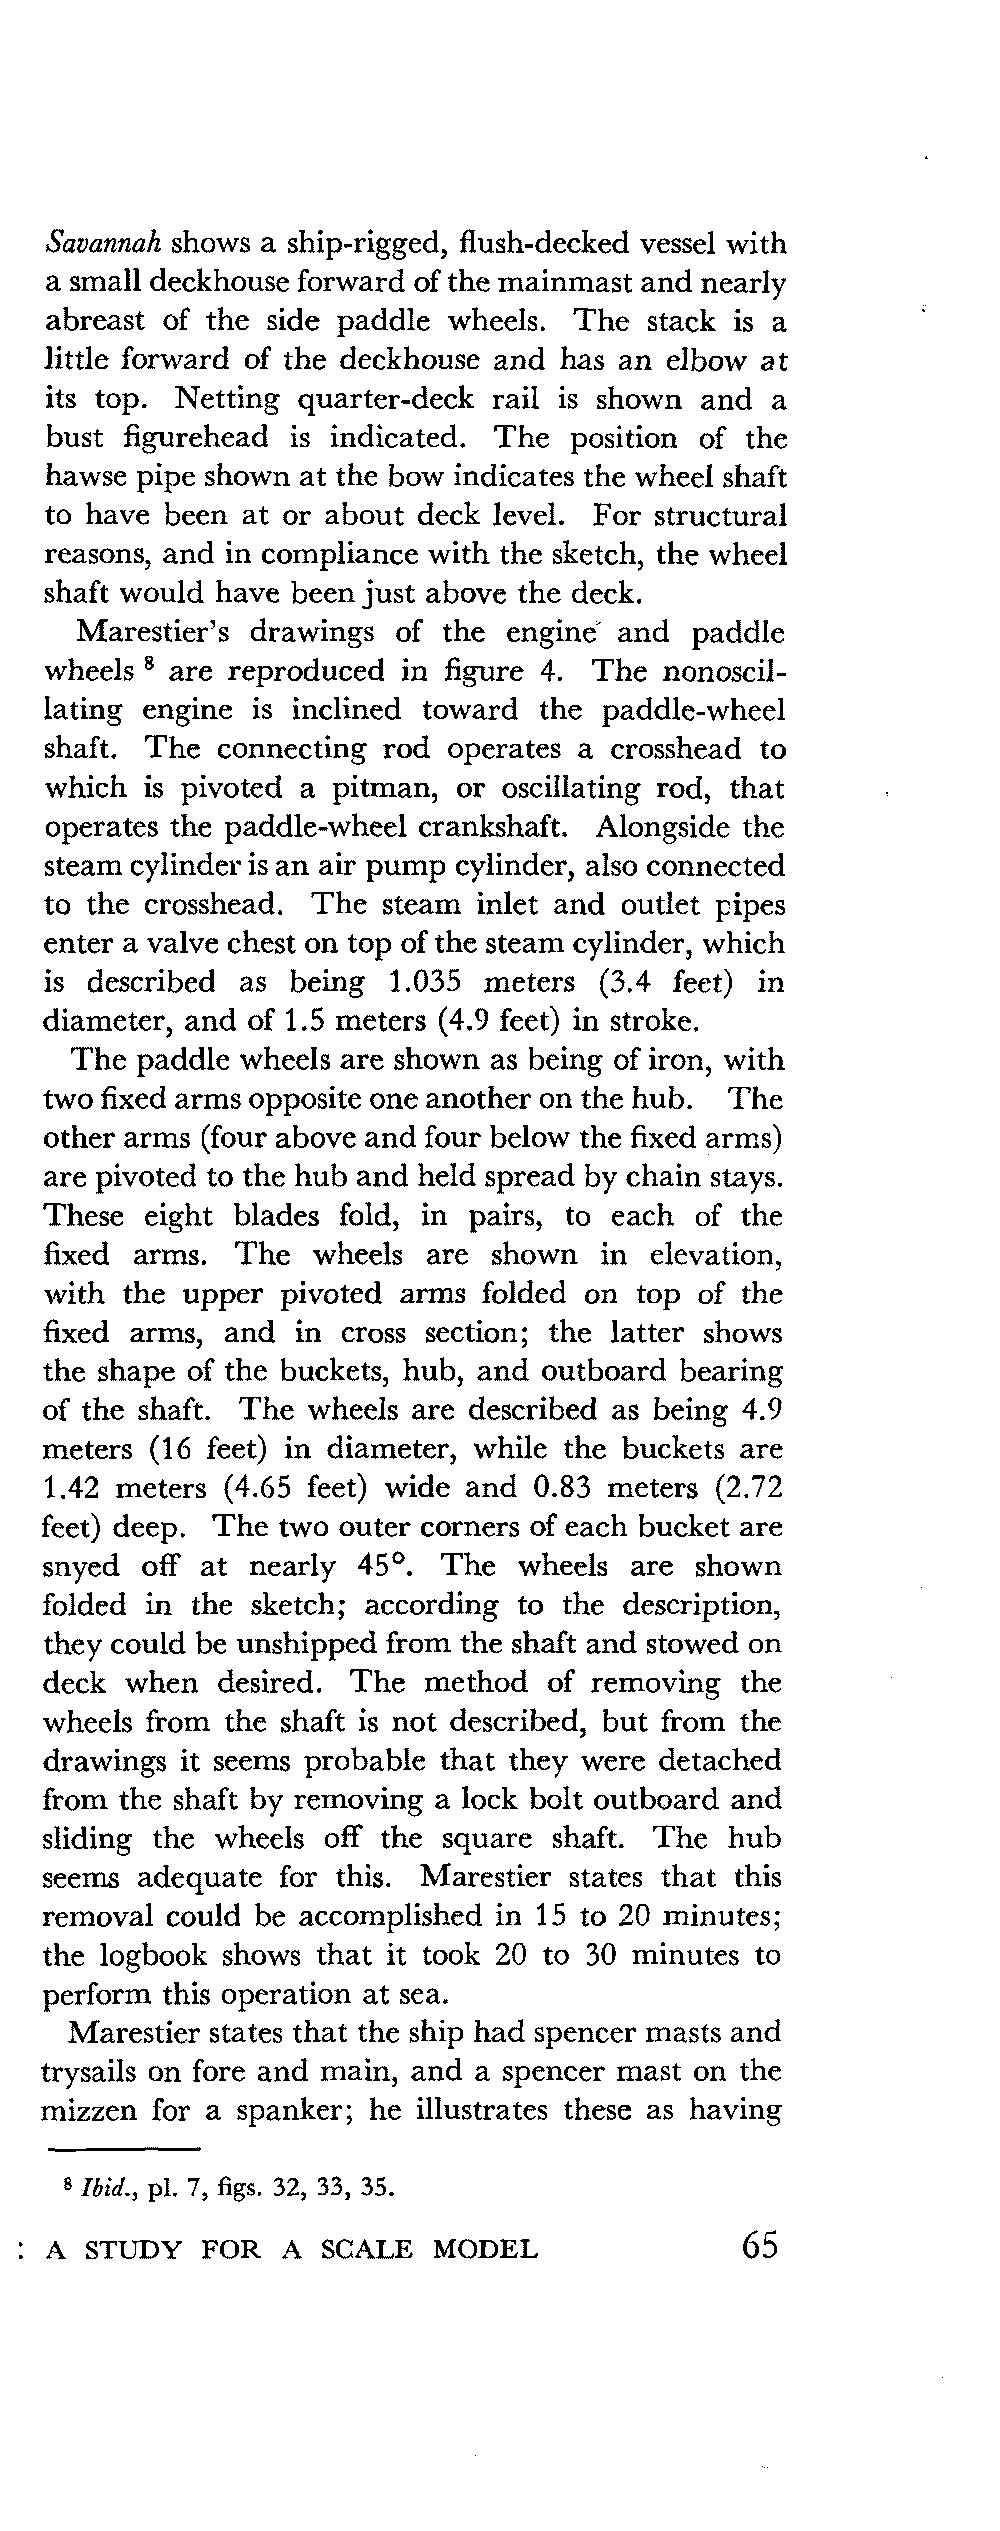 Savannah shows a ship-rigged, flush-decked vessel with
a small deckhouse forward of the mainmast and nearly
abreast of the side paddle wheels. The stack is a
little forward of the deckhouse and has an elbow at
its top. Netting quarter-deck rail is shown and a
bust figurehead is indicated. The position of the
hawse pipe shown at the bow indicates the wheel shaft
to have been at or about deck level. For structural
reasons, and in compliance with the sketch, the wheel
shaft would have been just above the deck.
Marestier's drawings of the engine and paddle
wheels ⁸ are reproduced in figure 4. The nonoscil-
lating engine is inclined toward the paddle-wheel
shaft. The connecting rod operates a crosshead to
which is pivoted a pitman, or oscillating rod, that
operates the paddle-wheel crankshaft. Alongside the
steam cylinder is an air pump cylinder, also connected
to the crosshead. The steam inlet and outlet pipes
enter a valve chest on top of the steam cylinder, which
is described as being 1.035 meters (3.4 feet) in
diameter, and of 1.5 meters (4.9 feet) in stroke.
The paddle wheels are shown as being of iron, with
two fixed arms opposite one another on the hub. The
other arms (four above and four below the fixed arms)
are pivoted to the hub and held spread by chain stays.
These eight blades fold, in pairs, to each of the
fixed arms. The wheels are shown in elevation,
with the upper pivoted arms folded on top of the
fixed arms, and in cross section; the latter shows
the shape of the buckets, hub, and outboard bearing
of the shaft. The wheels are described as being 4.9
meters (16 feet) in diameter, while the buckets are
1.42 meters (4.65 feet) wide and 0.83 meters (2.72
feet) deep. The two outer corners of each bucket are
snyed off at nearly 45°. The wheels are shown
folded in the sketch; according to the description,
they could be unshipped from the shaft and stowed on
deck when desired. The method of removing the
wheels from the shaft is not described, but from the
drawings it seems probable that they were detached
from the shaft by removing a lock bolt outboard and
sliding the wheels off the square shaft. The hub
seems adequate for this. Marestier states that this
removal could be accomplished in 15 to 20 minutes;
the logbook shows that it took 20 to 30 minutes to
perform this operation at sea.
Marestier states that the ship had spencer masts and
trysails on fore and main, and a spencer mast on the
mizzen for a spanker; he illustrates these as having
⁸ Ibid., pl. 7, figs. 32, 33, 35.
: A STUDY FOR A SCALE MODEL 65